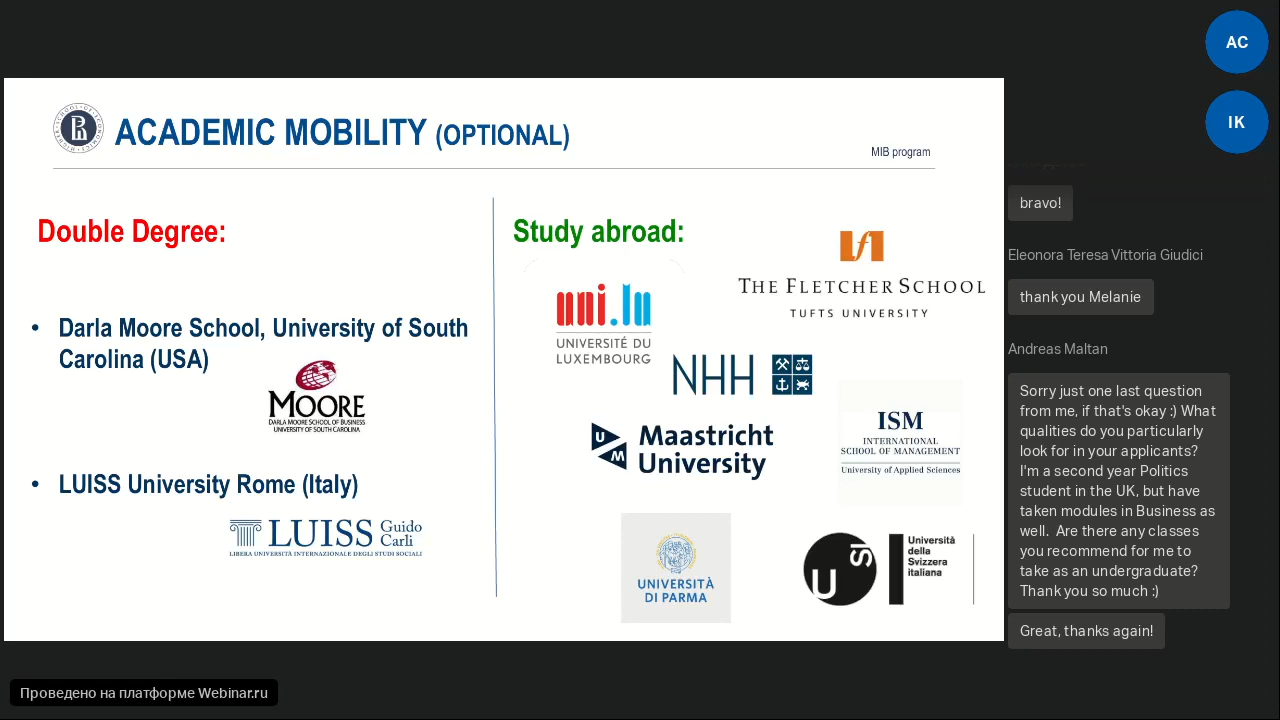 AC
IK
HIGHER SCHOOL OF ECONOMICS
ACADEMIC MOBILITY (OPTIONAL)
MIB program
Double Degree:
• Darla Moore School, University of South
Carolina (USA)
MOORE
DARLA MOORE SCHOOL OF BUSINESS
UNIVERSITY OF SOUTH CAROLINA
• LUISS University Rome (Italy)
LUISS Guido
Carli
LIBERA UNIVERSITÀ INTERNAZIONALE DEGLI STUDI SOCIALI
Study abroad:
THE FLETCHER SCHOOL
TUFTS UNIVERSITY
uni.lu
UNIVERSITÉ DU
LUXEMBOURG
NHH
UM
Maastricht
University
ISM
INTERNATIONAL
SCHOOL OF MANAGEMENT
University of Applied Sciences
UNIVERSITÀ
DI PARMA
USI
Università
della
Svizzera
italiana
bravo!
Eleonora Teresa Vittoria Giudici
thank you Melanie
Andreas Maltan
Sorry just one last question
from me, if that's okay :) What
qualities do you particularly
look for in your applicants?
I'm a second year Politics
student in the UK, but have
taken modules in Business as
well. Are there any classes
you recommend for me to
take as an undergraduate?
Thank you so much :)
Great, thanks again!
Проведено на платформе Webinar.ru